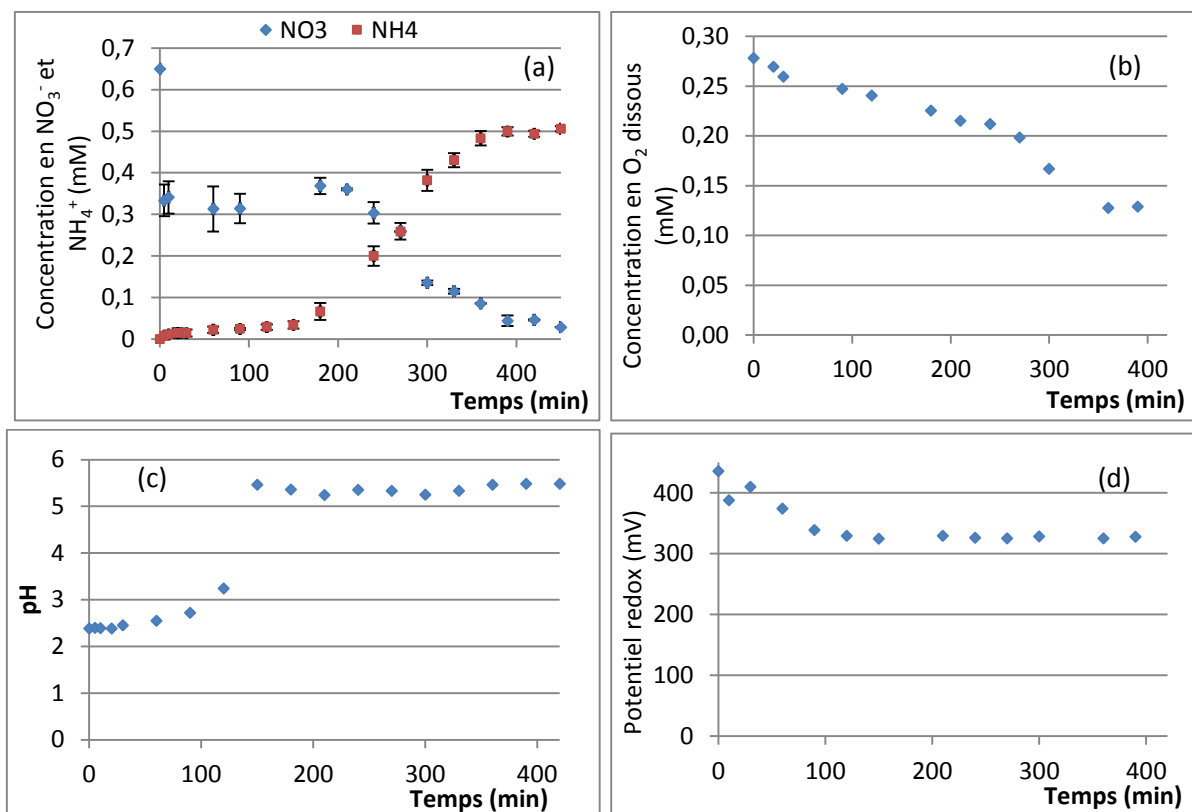 NO3 NH4
(a)
Concentration en NO₃⁻ et
NH₄⁺ (mM)
0,7
0,6
0,5
0,4
0,3
0,2
0,1
0
0 100 200 300 400
Temps (min)
(b)
Concentration en O₂ dissous
(mM)
0,30
0,25
0,20
0,15
0,10
0,05
0,00
0 100 200 300 400
Temps (min)
(c)
pH
6
5
4
3
2
1
0
0 100 200 300 400
Temps (min)
(d)
Potentiel redox (mV)
400
300
200
100
0
0 100 200 300 400
Temps (min)